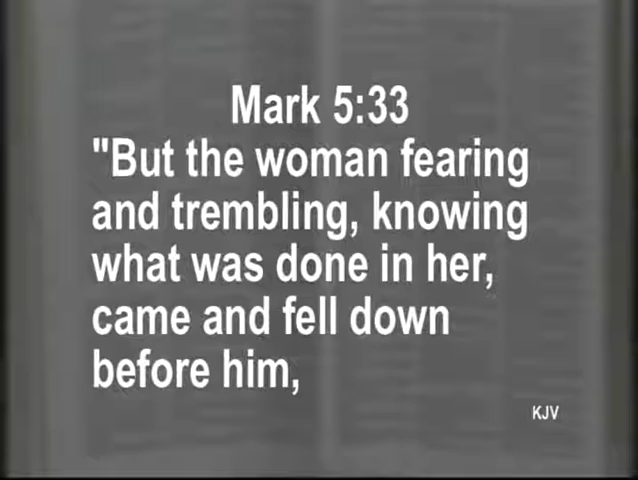 Mark 5:33
"But the woman fearing
and trembling, knowing
what was done in her,
came and fell down
before him,
KJV